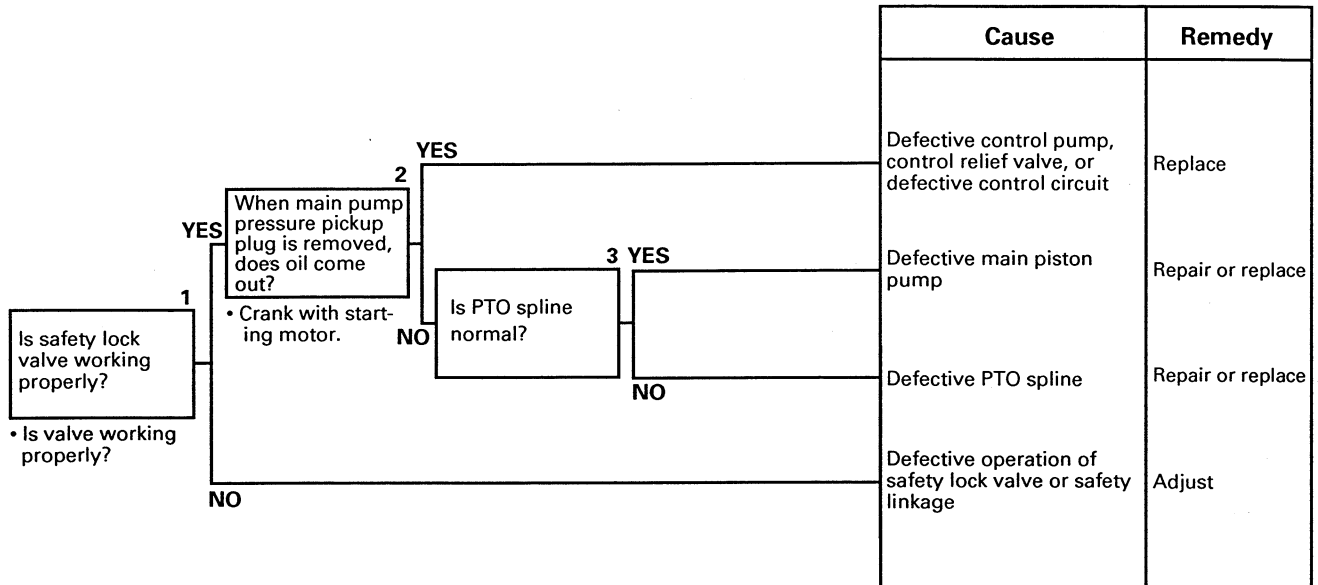 Cause
Remedy
YES
Defective control pump,
control relief valve, or
defective control circuit
Replace
2
When main pump
pressure pickup
plug is removed,
does oil come
out?
YES
• Crank with start-
ing motor.
3 YES
Defective main piston
pump
Repair or replace
1
Is safety lock
valve working
properly?
• Is valve working
properly?
NO
Is PTO spline
normal?
NO
Defective PTO spline
Repair or replace
NO
Defective operation of
safety lock valve or safety
linkage
Adjust